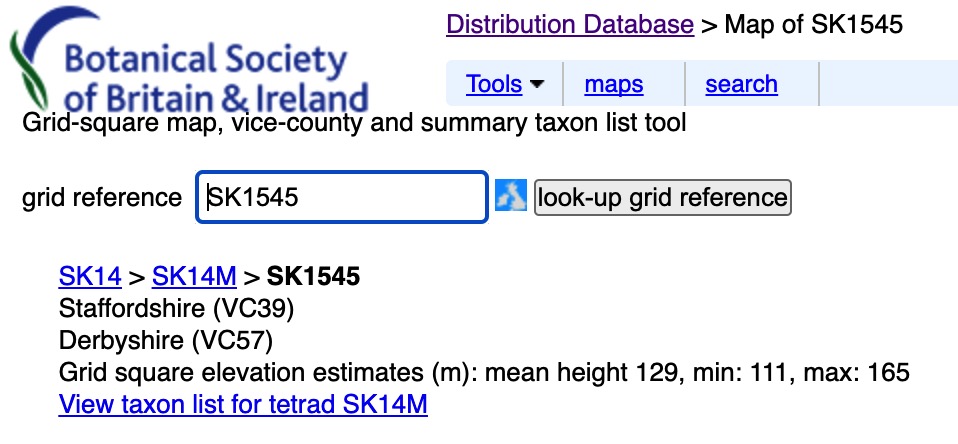 Botanical Society
of Britain & Ireland
Distribution Database > Map of SK1545
Tools maps search
Grid-square map, vice-county and summary taxon list tool
grid reference SK1545 look-up grid reference
SK14 > SK14M > SK1545
Staffordshire (VC39)
Derbyshire (VC57)
Grid square elevation estimates (m): mean height 129, min: 111, max: 165
View taxon list for tetrad SK14M